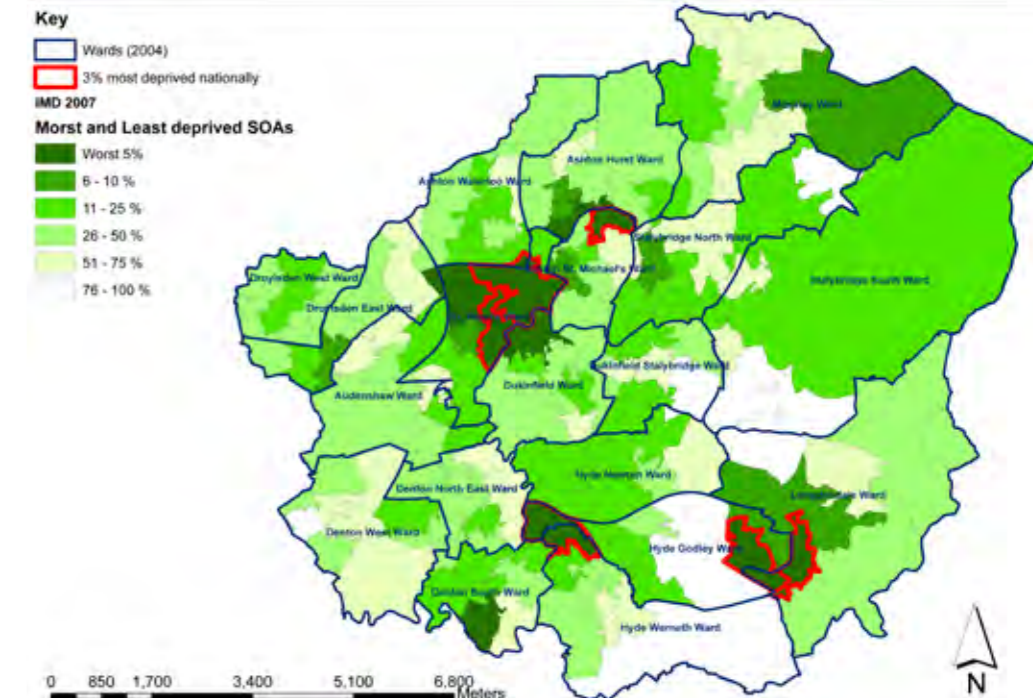 Key
Wards (2004)
3% most deprived nationally
IMD 2007
Morst and Least deprived SOAs
Worst 5%
6 - 10 %
11 - 25 %
26 - 50 %
51 - 75 %
76 - 100 %
Mossley Ward
Ashton Hurst Ward
Ashton Waterloo Ward
Stalybridge North Ward
St. Michael's Ward
Stalybridge South Ward
Droylsden West Ward
Droylsden East Ward
Dukinfield Stalybridge Ward
Dukinfield Ward
Audenshaw Ward
Hyde Newton Ward
Denton North East Ward
Longdendale Ward
Denton West Ward
Hyde Godley Ward
Denton South Ward
Hyde Werneth Ward
0 850 1,700 3,400 5,100 6,800
Meters
N